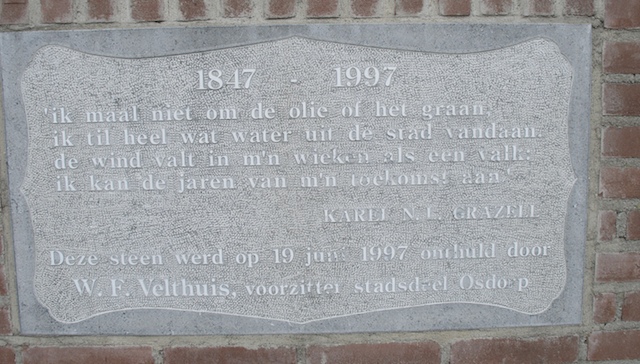 1847 - 1997
'ik maal niet om de olie of het graan,
ik til heel wat water uit de stad vandaan.
de wind valt in m'n wieken als een valk:
ik kan de jaren van m'n toekomst aan'
KAREL N.L. GRAZELL
Deze steen werd op 19 juni 1997 onthuld door
W. F. Velthuis, voorzitter stadsdeel Osdorp